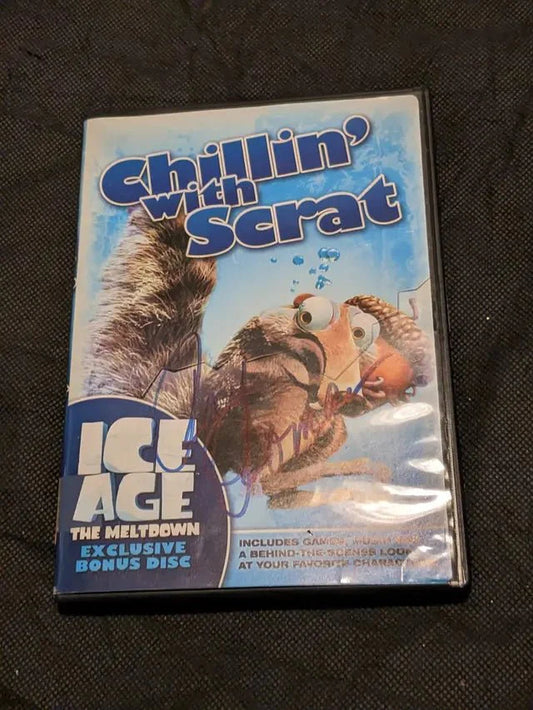 Chillin'
with
Scrat
ICE
AGE
THE MELTDOWN
EXCLUSIVE
BONUS DISC
INCLUDES GAMES,
A BEHIND-THE-SCENES LOOK
AT YOUR FAVORITE